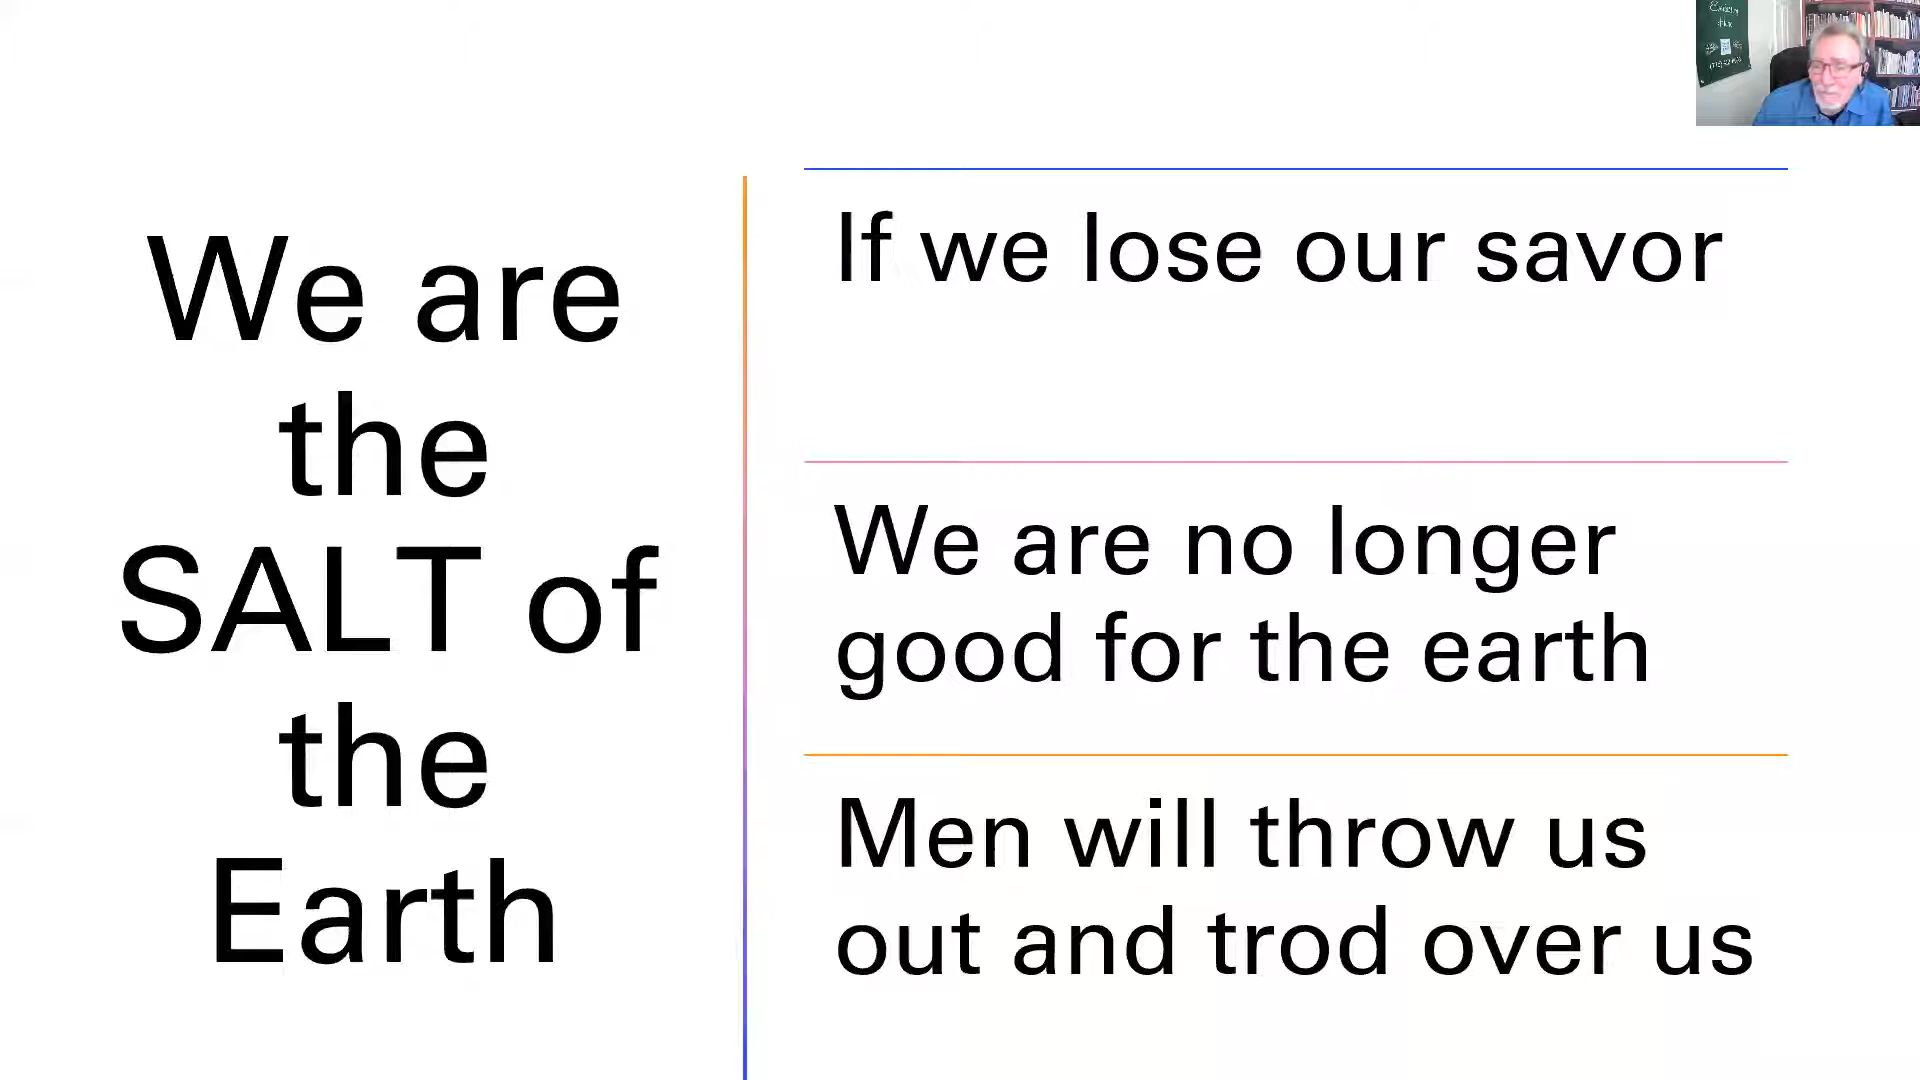 We are
the
SALT of
the
Earth
If we lose our savor
We are no longer
good for the earth
Men will throw us
out and trod over us